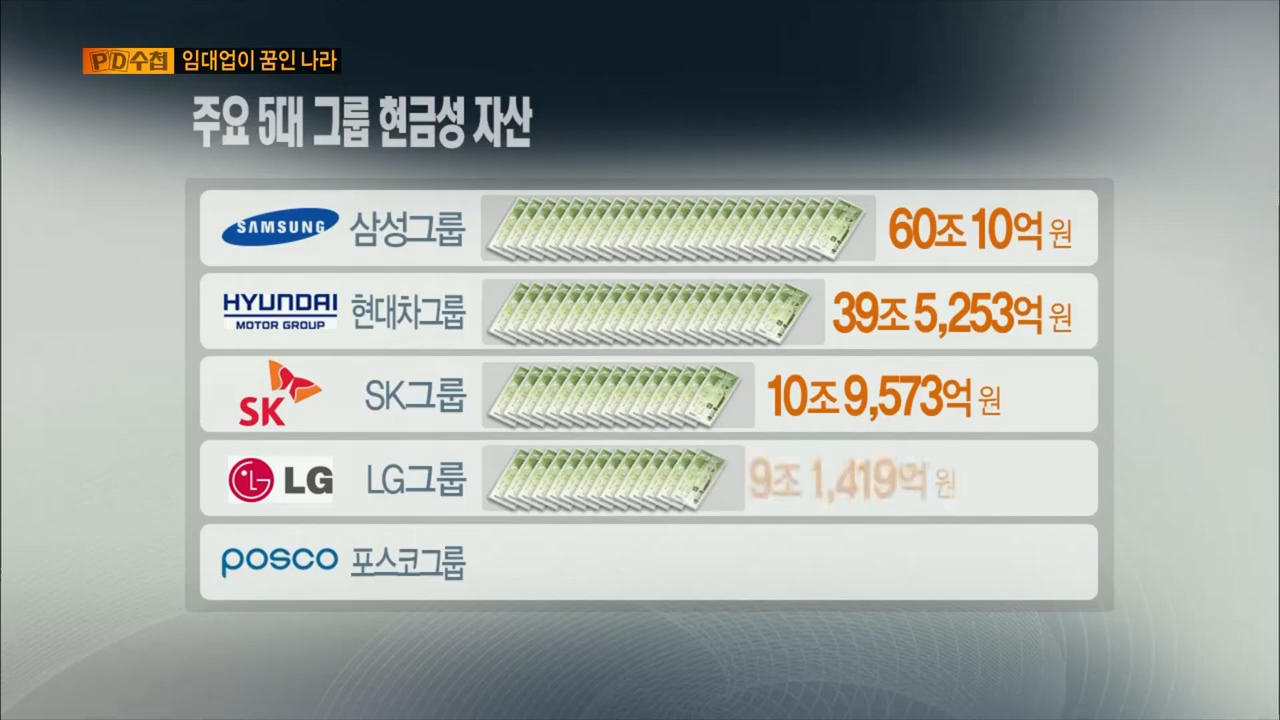 PD수첩 임대업이 꿈인 나라
주요 5대 그룹 현금성 자산
SAMSUNG 삼성그룹 60조 10억 원
HYUNDAI
MOTOR GROUP
현대차그룹 39조 5,253억 원
SK SK그룹 10조 9,573억 원
LG LG그룹 9조 1,419억 원
posco 포스코그룹